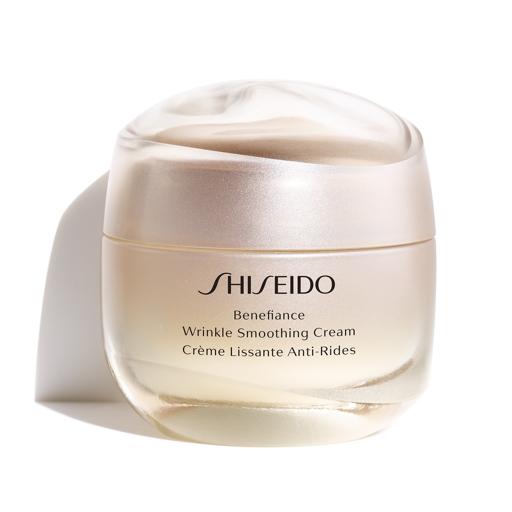 SHISEIDO
Benefiance
Wrinkle Smoothing Cream
Crème Lissante Anti-Rides